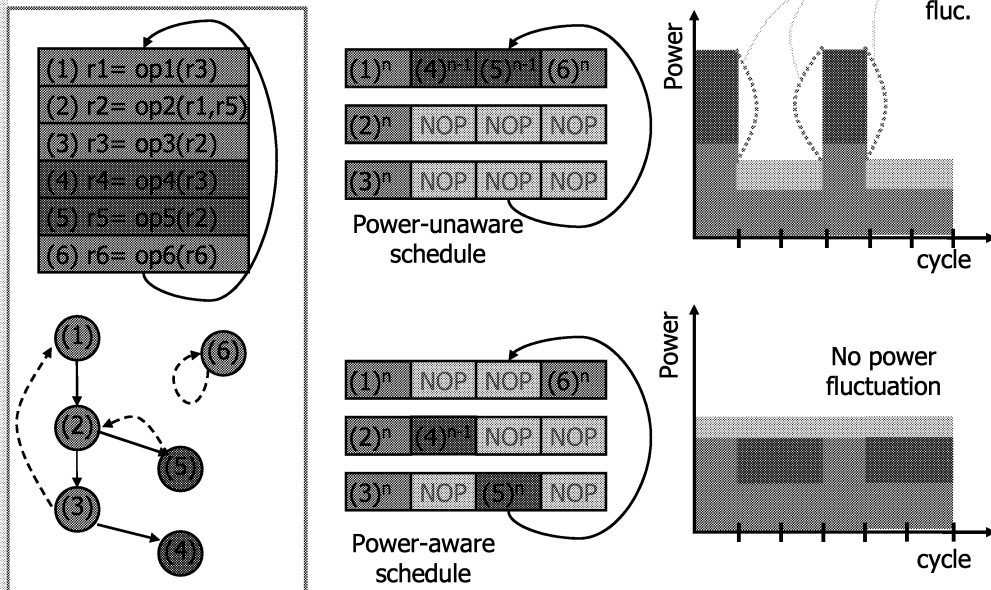 (1) r1= op1(r3)
(2) r2= op2(r1,r5)
(3) r3= op3(r2)
(4) r4= op4(r3)
(5) r5= op5(r2)
(6) r6= op6(r6)
(1)
(6)
(2)
(5)
(3)
(4)
(1)ⁿ (4)ⁿ⁻¹ (5)ⁿ⁻¹ (6)ⁿ
(2)ⁿ NOP NOP NOP
(3)ⁿ NOP NOP NOP
Power-unaware
schedule
fluc.
Power
cycle
(1)ⁿ NOP NOP (6)ⁿ
(2)ⁿ (4)ⁿ⁻¹ NOP NOP
(3)ⁿ NOP (5)ⁿ NOP
Power-aware
schedule
Power
No power
fluctuation
cycle